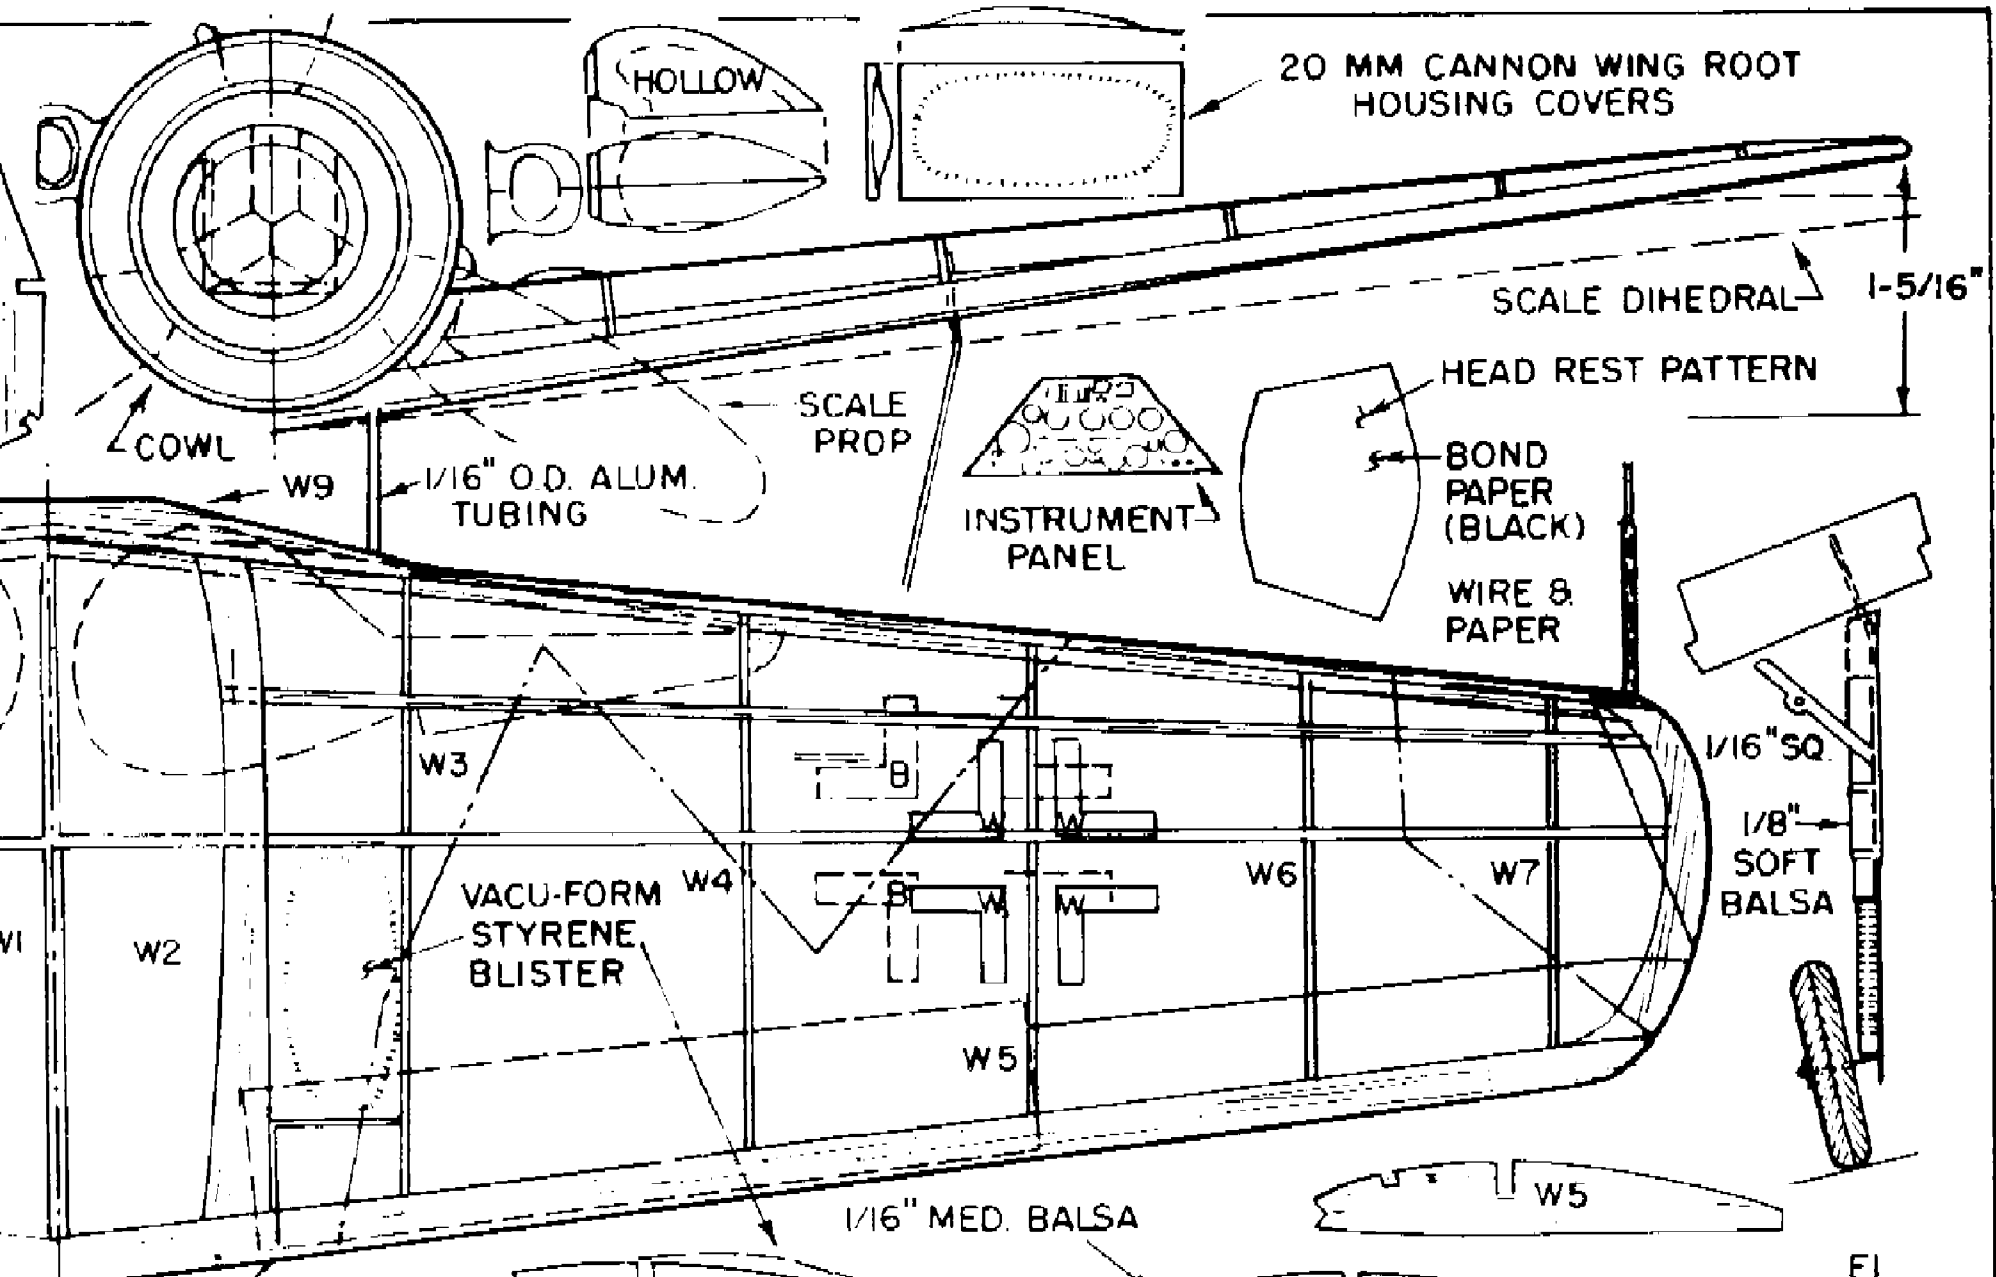 HOLLOW
20 MM CANNON WING ROOT
HOUSING COVERS
SCALE DIHEDRAL
1-5/16"
HEAD REST PATTERN
SCALE
PROP
COWL
W9
1/16" O.D. ALUM.
TUBING
INSTRUMENT
PANEL
BOND
PAPER
(BLACK)
WIRE &
PAPER
W3
B
W
W
1/16" SQ.
1/8"
SOFT
BALSA
W4
B
W
W
W6
W7
VACU-FORM
STYRENE
BLISTER
W1
W2
W5
1/16" MED. BALSA
W5
F1